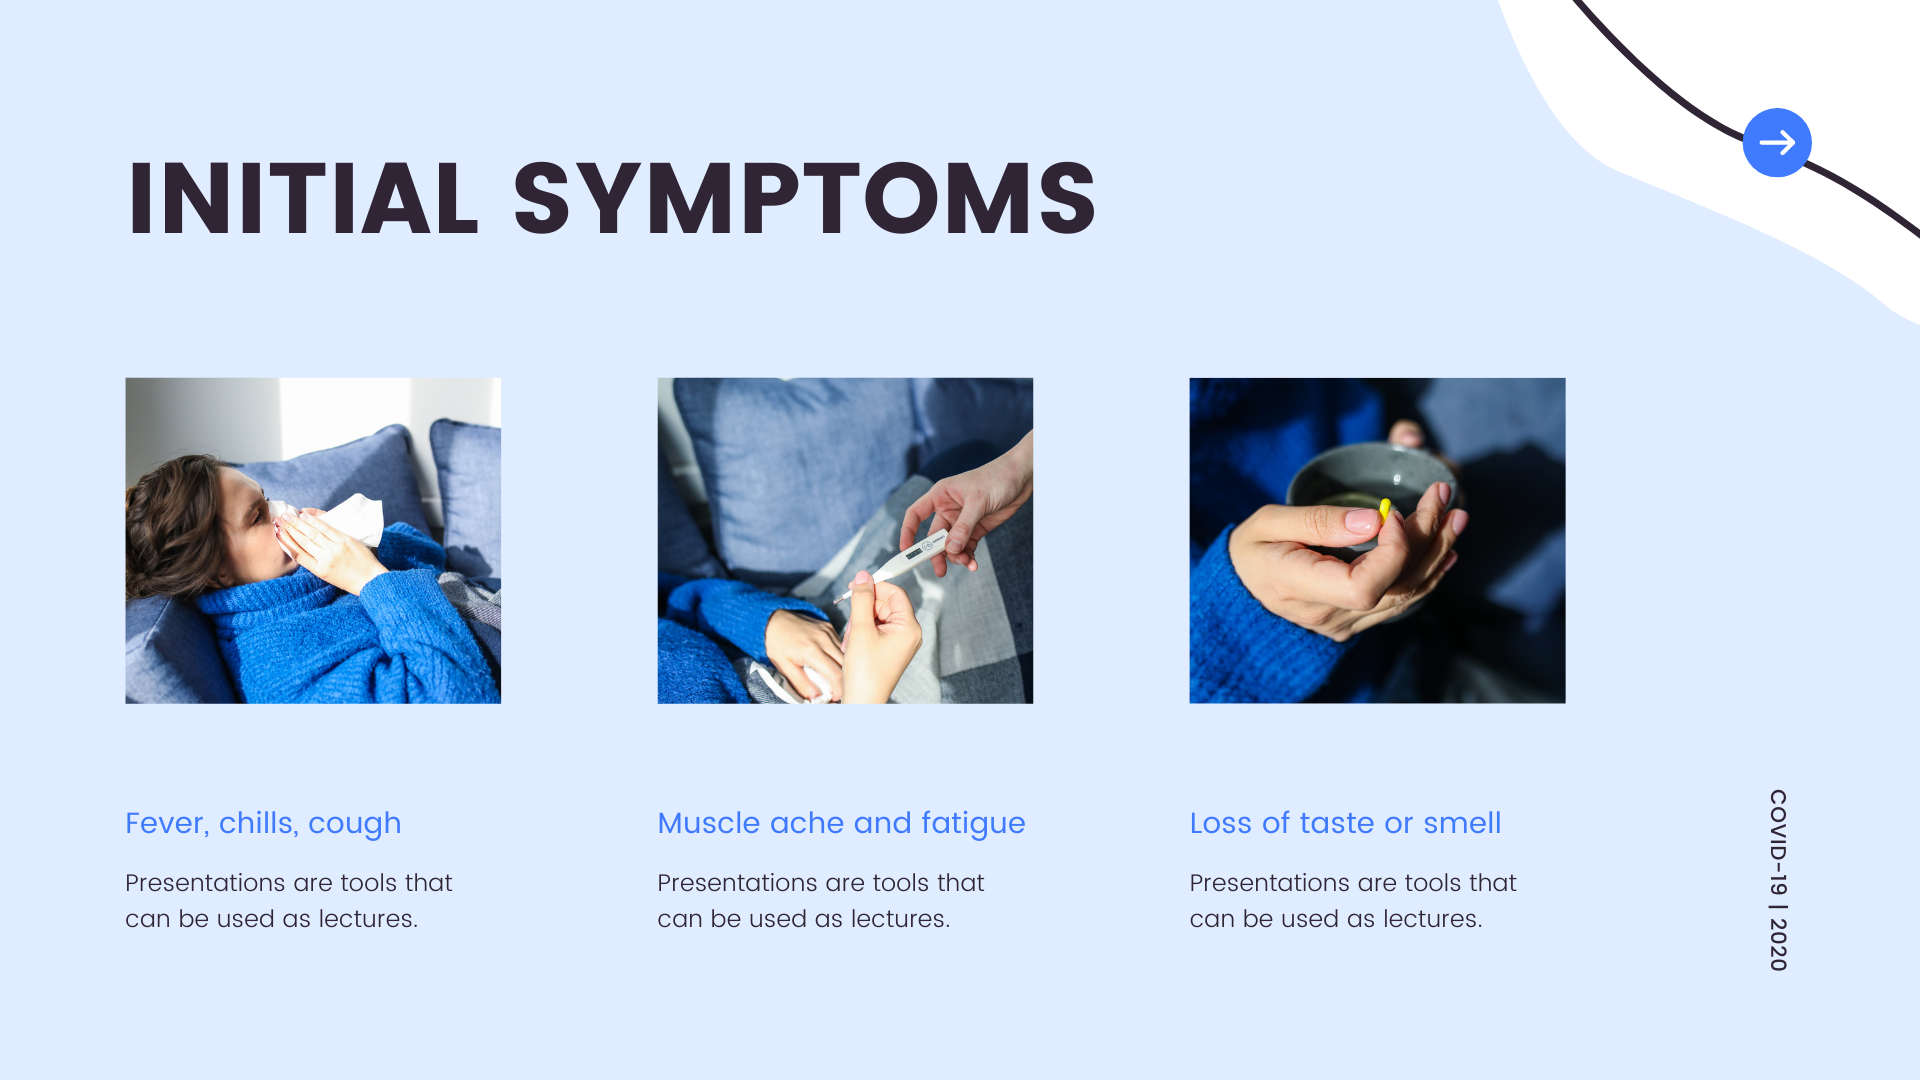 INITIAL SYMPTOMS
Fever, chills, cough
Presentations are tools that
can be used as lectures.
Muscle ache and fatigue
Presentations are tools that
can be used as lectures.
Loss of taste or smell
Presentations are tools that
can be used as lectures.
COVID-19 | 2020